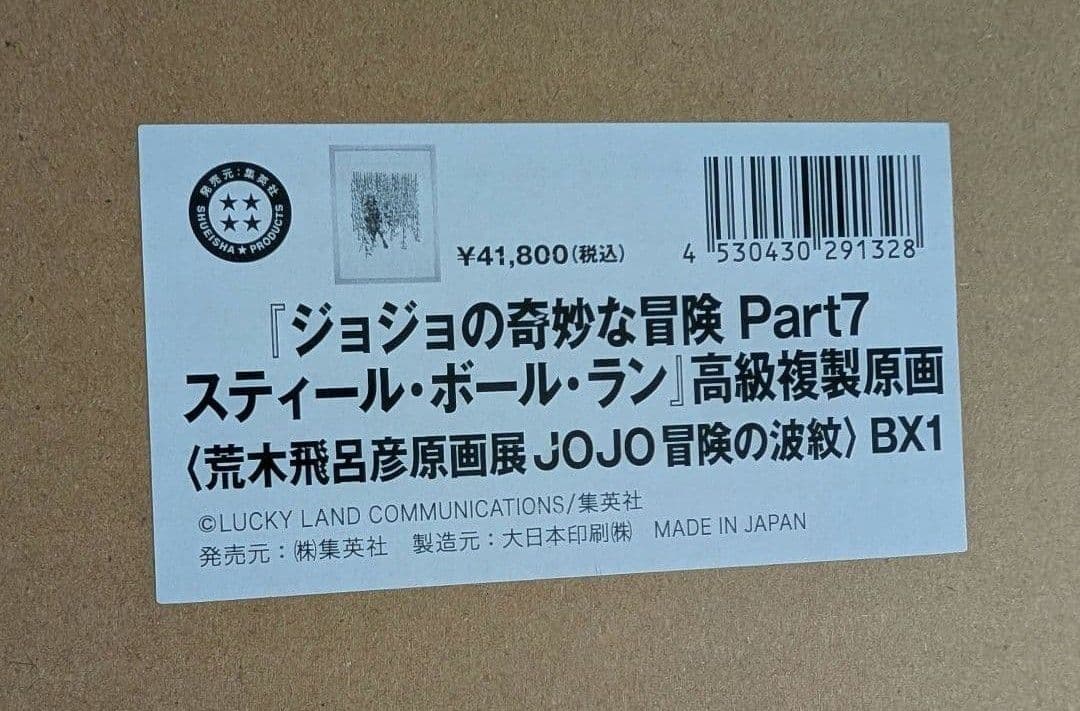 発売元：集英社
SHUEISHA★PRODUCTS
¥41,800(税込)
4 530430 291328
『ジョジョの奇妙な冒険 Part7
スティール・ボール・ラン』高級複製原画
〈荒木飛呂彦原画展 JOJO 冒険の波紋〉BX1
©LUCKY LAND COMMUNICATIONS/集英社
発売元：㈱集英社　製造元：大日本印刷㈱　MADE IN JAPAN